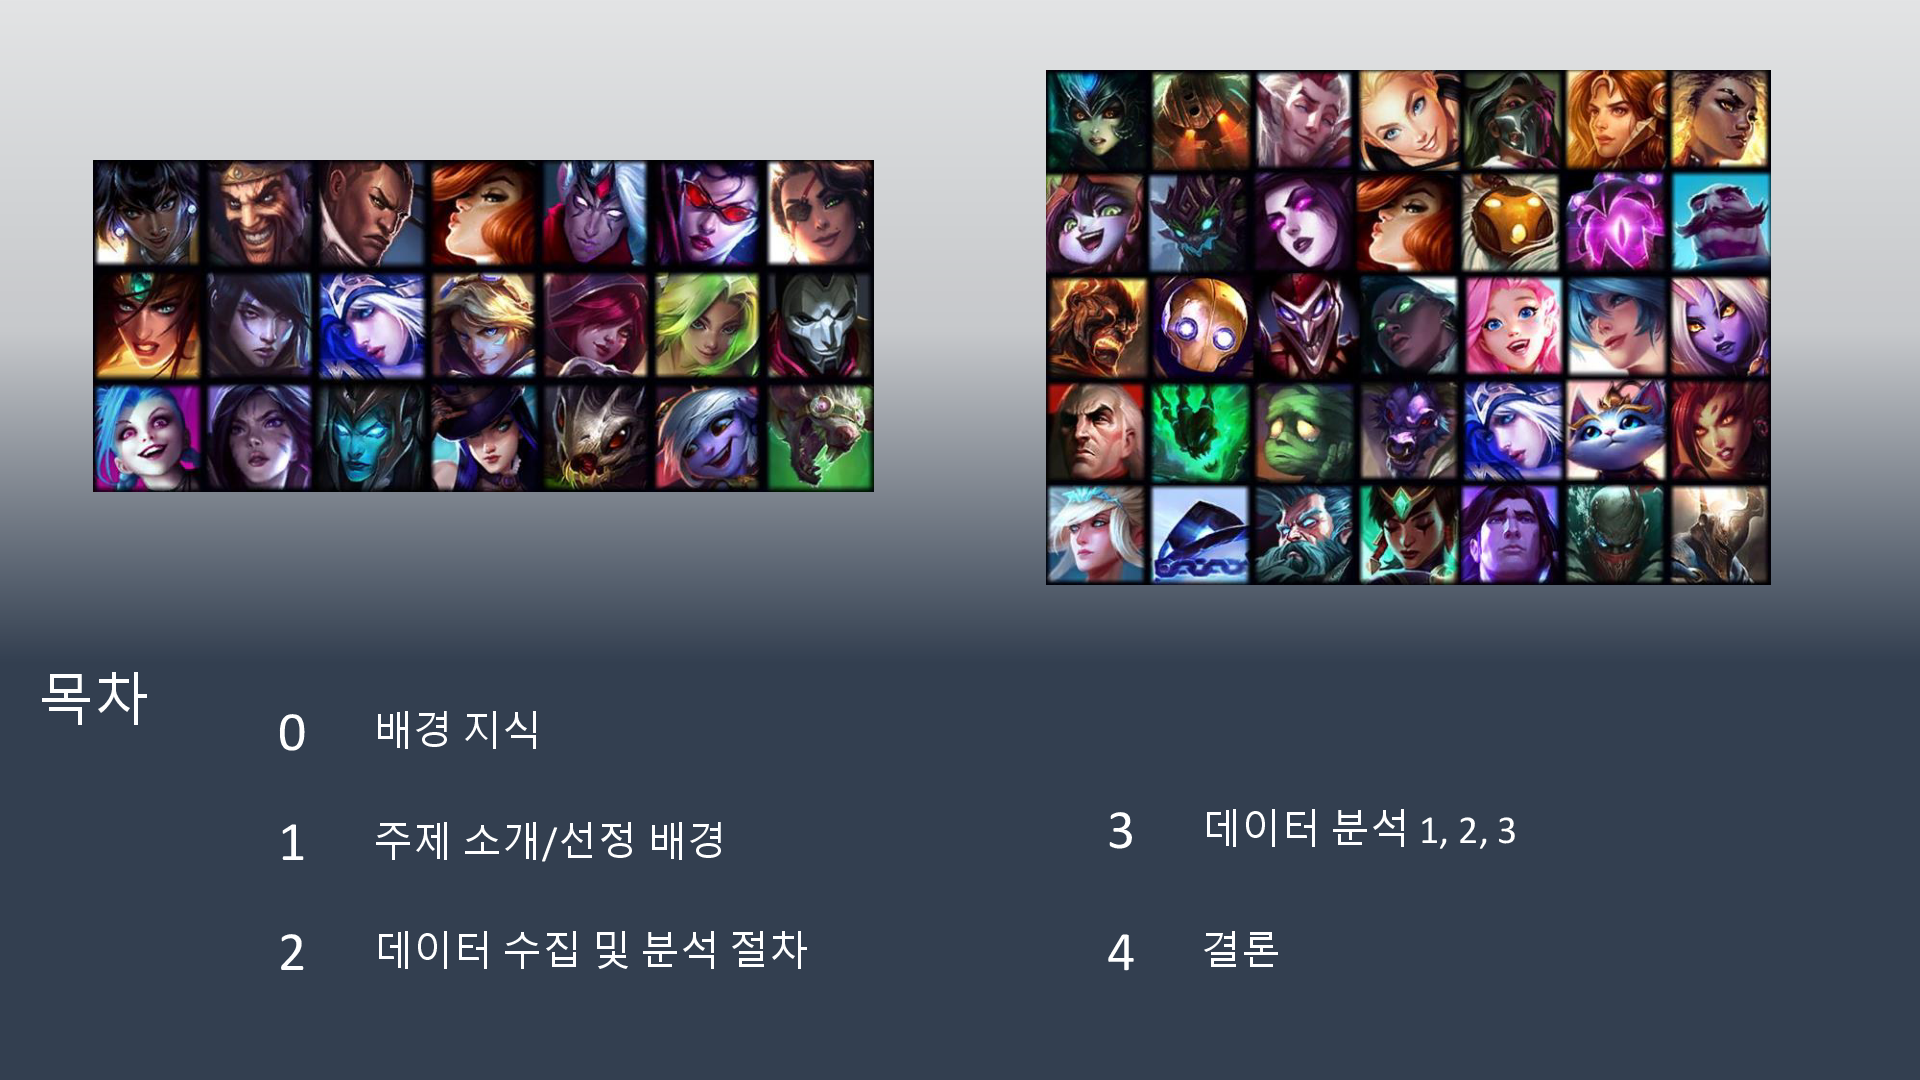 목차
0 배경 지식
1 주제 소개/선정 배경
2 데이터 수집 및 분석 절차
3 데이터 분석 1, 2, 3
4 결론